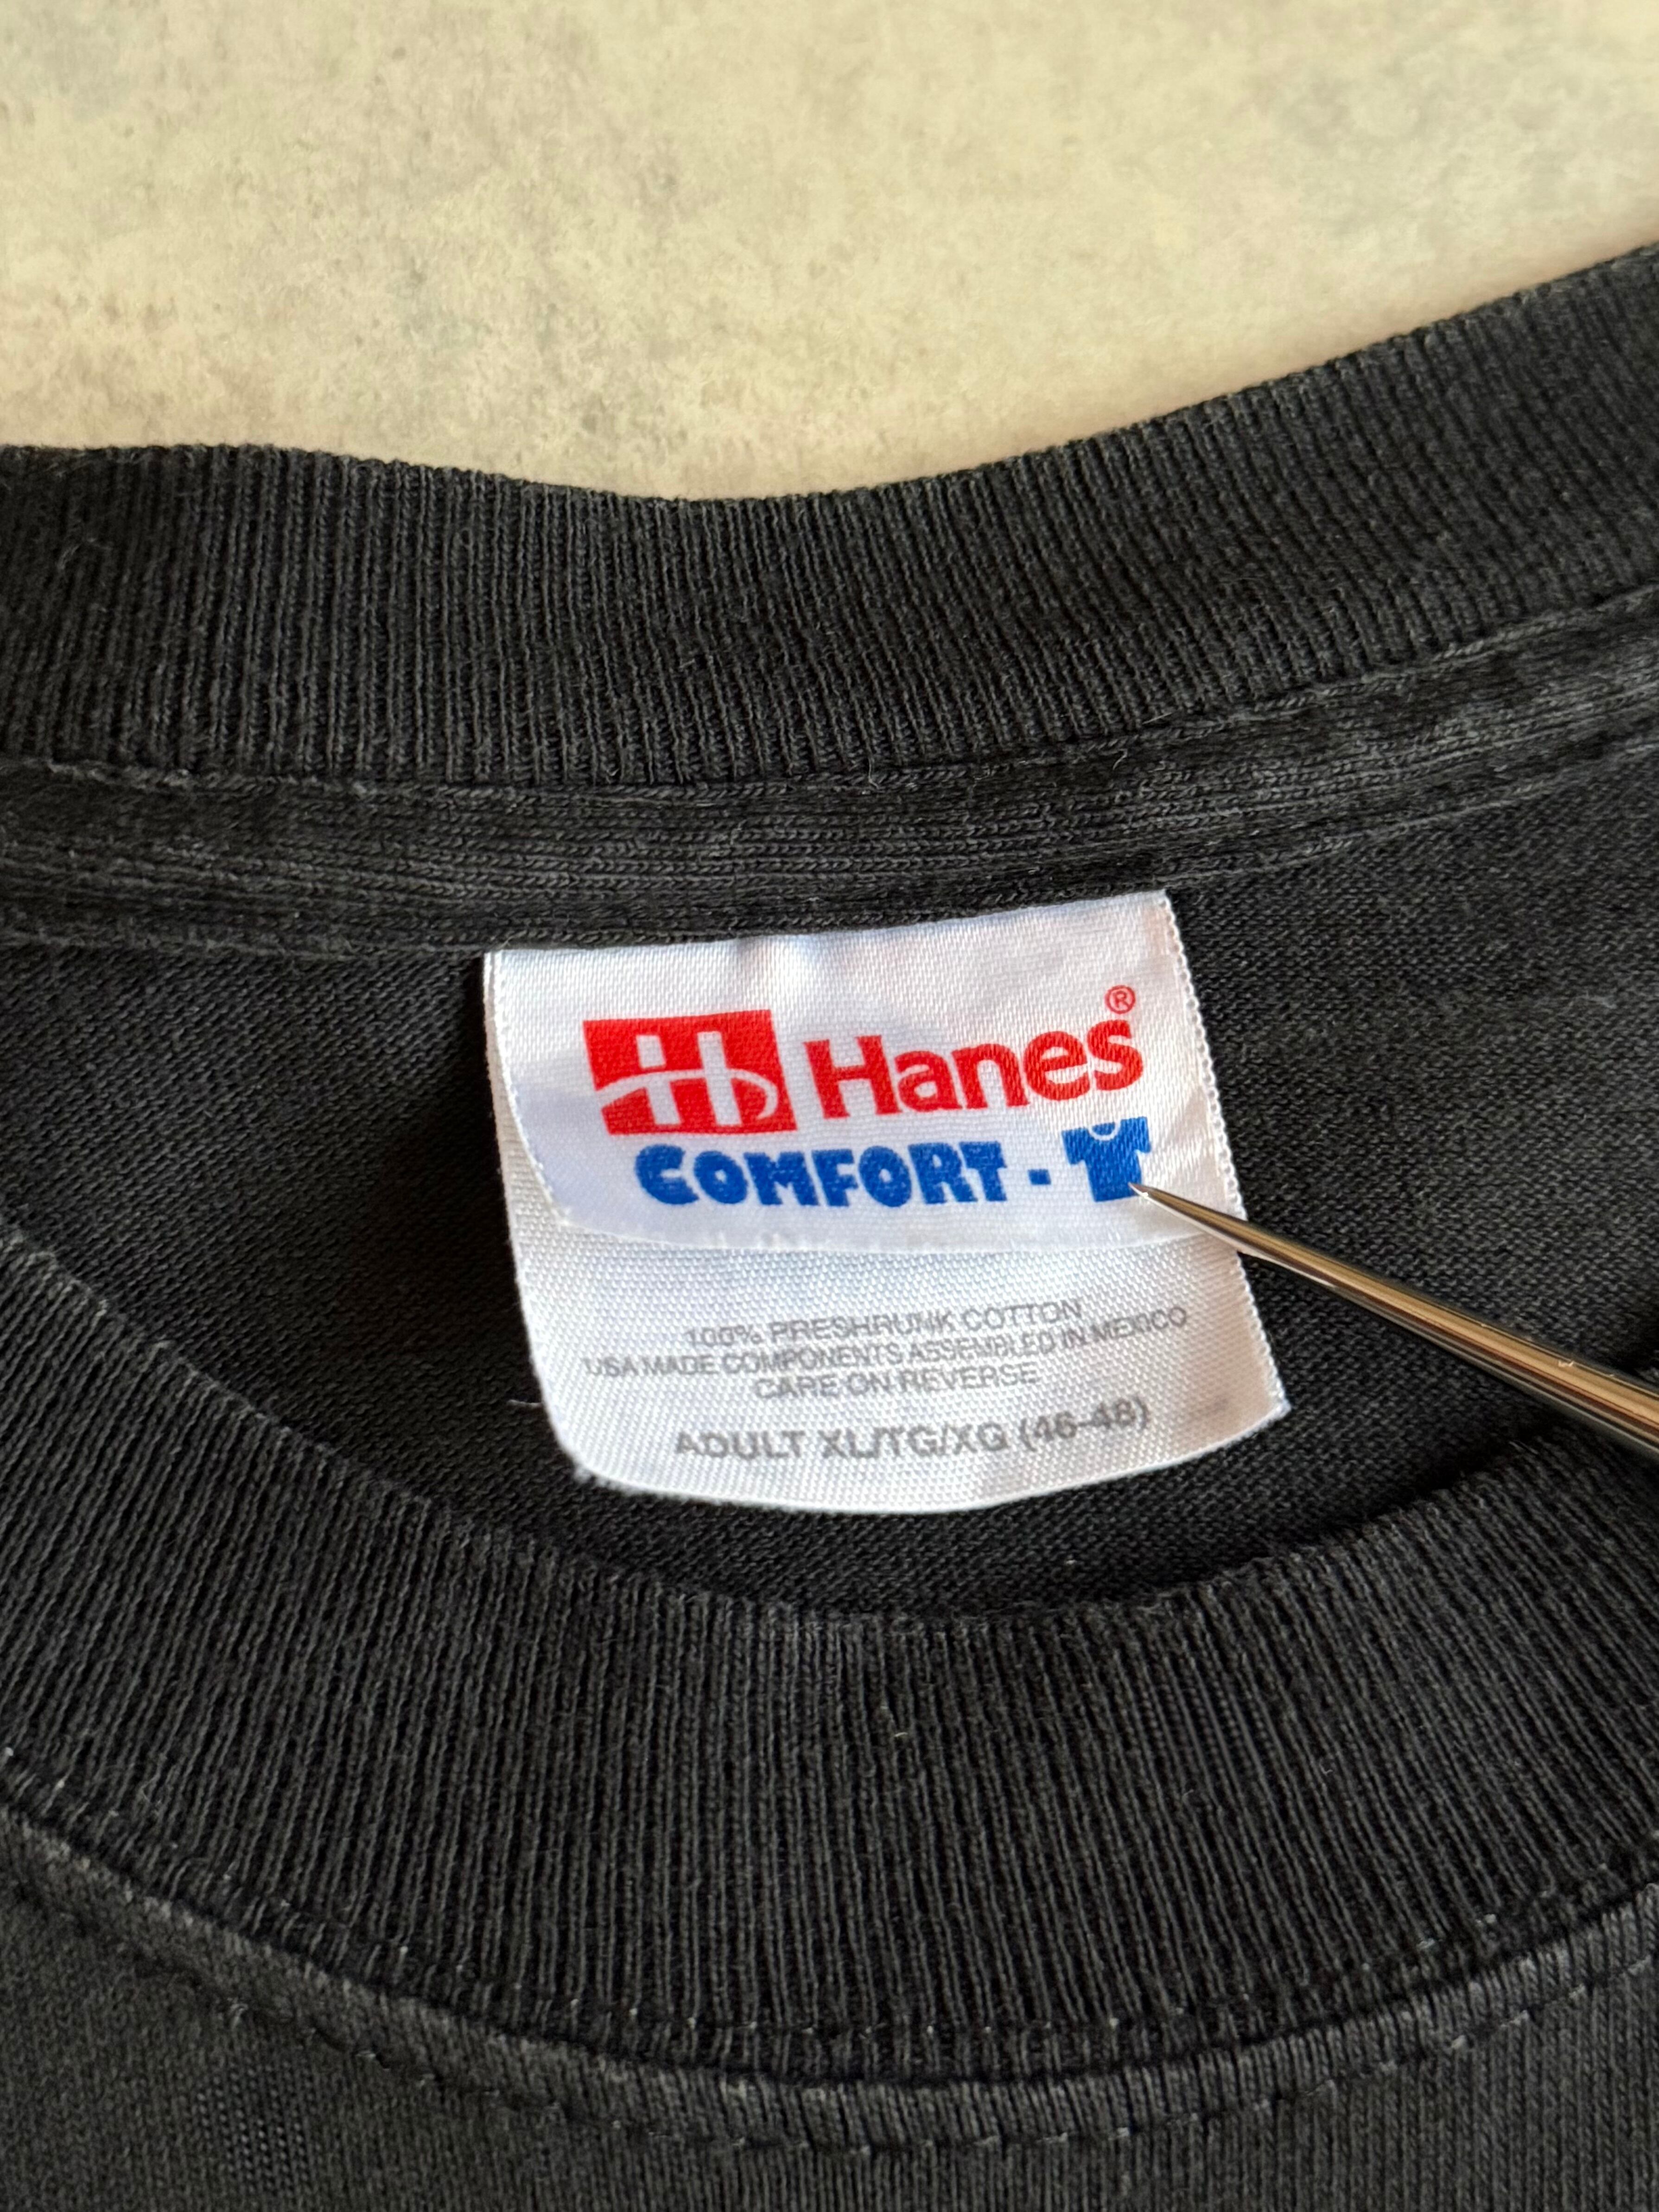 H Hanes®
COMFORT -
100% PRESHRUNK COTTON
USA MADE COMPONENTS ASSEMBLED IN MEXICO
CARE ON REVERSE
ADULT XL/TG/XG (46-48)